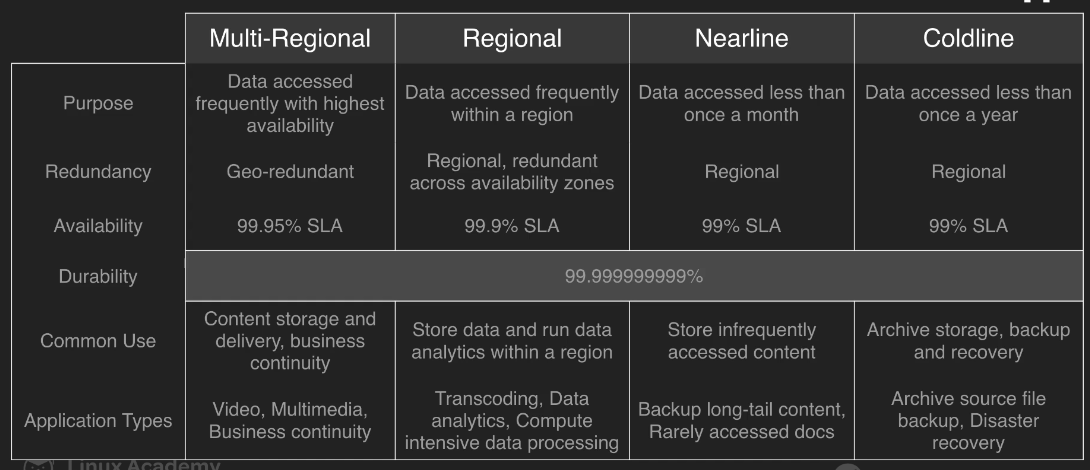 Multi-Regional
Regional
Nearline
Coldline
Purpose
Data accessed
frequently with highest
availability
Data accessed frequently
within a region
Data accessed less than
once a month
Data accessed less than
once a year
Redundancy
Geo-redundant
Regional, redundant
across availability zones
Regional
Regional
Availability
99.95% SLA
99.9% SLA
99% SLA
99% SLA
Durability
99.999999999%
Common Use
Content storage and
delivery, business
continuity
Store data and run data
analytics within a region
Store infrequently
accessed content
Archive storage, backup
and recovery
Application Types
Video, Multimedia,
Business continuity
Transcoding, Data
analytics, Compute
intensive data processing
Backup long-tail content,
Rarely accessed docs
Archive source file
backup, Disaster
recovery
Linux Academy